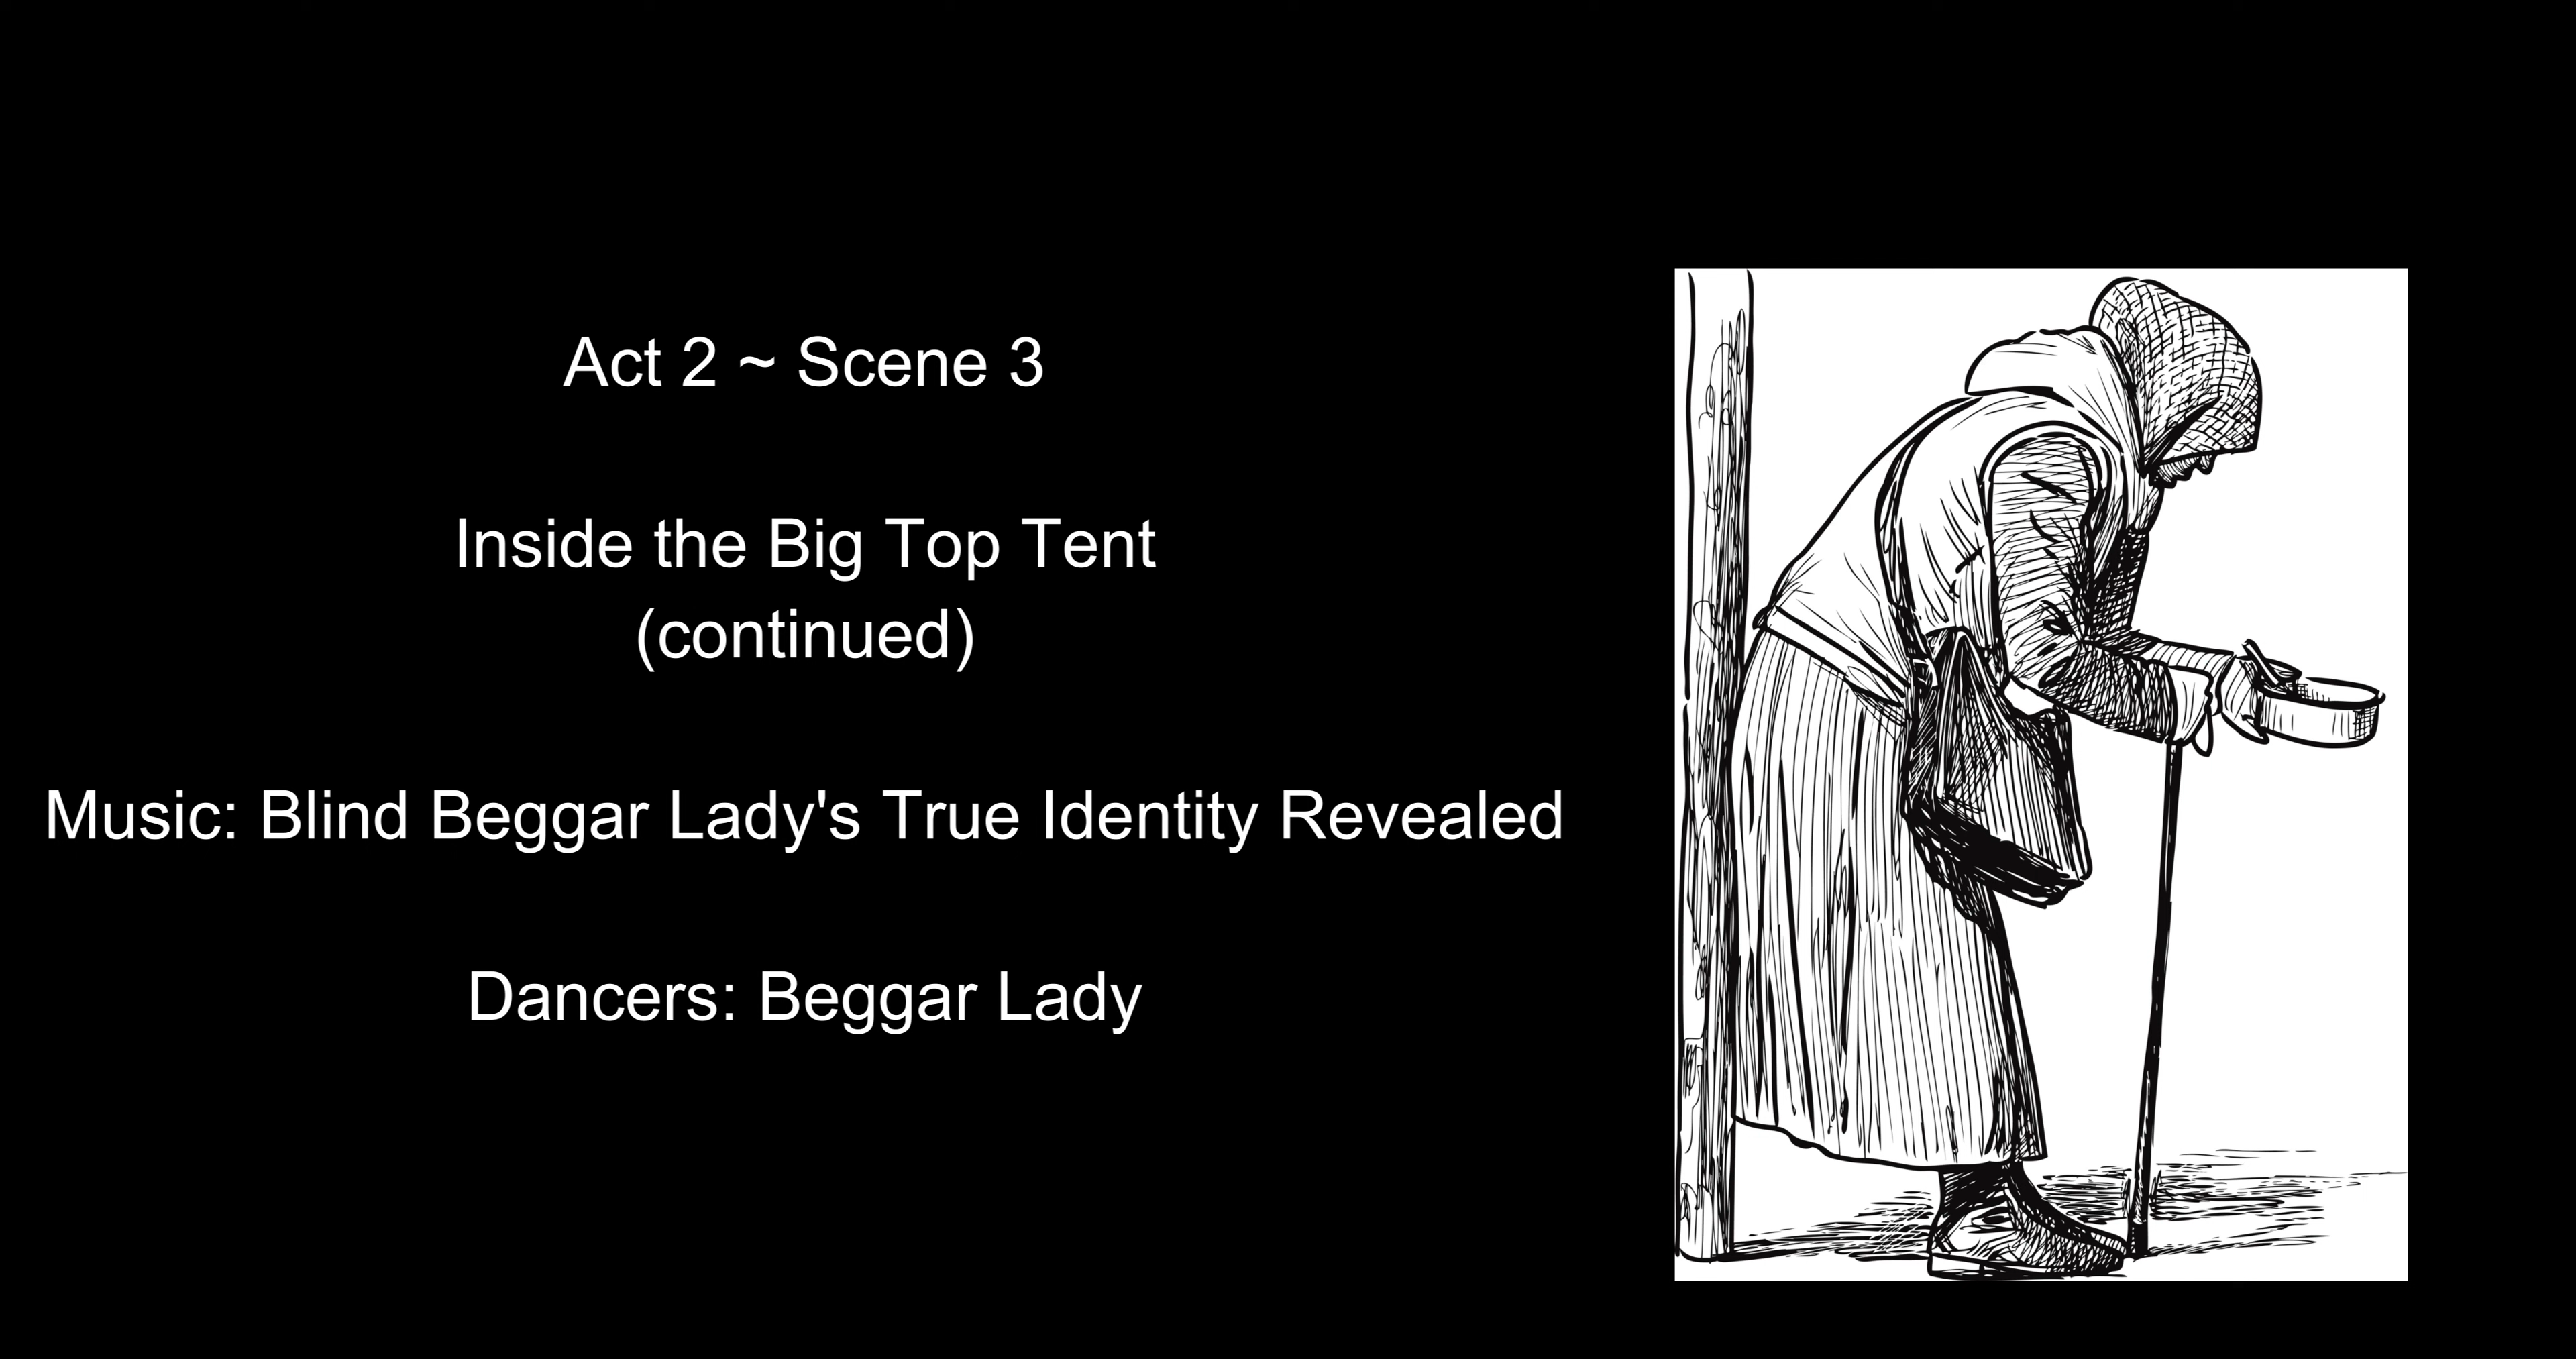 Act 2 ~ Scene 3
Inside the Big Top Tent
(continued)
Music: Blind Beggar Lady's True Identity Revealed
Dancers: Beggar Lady